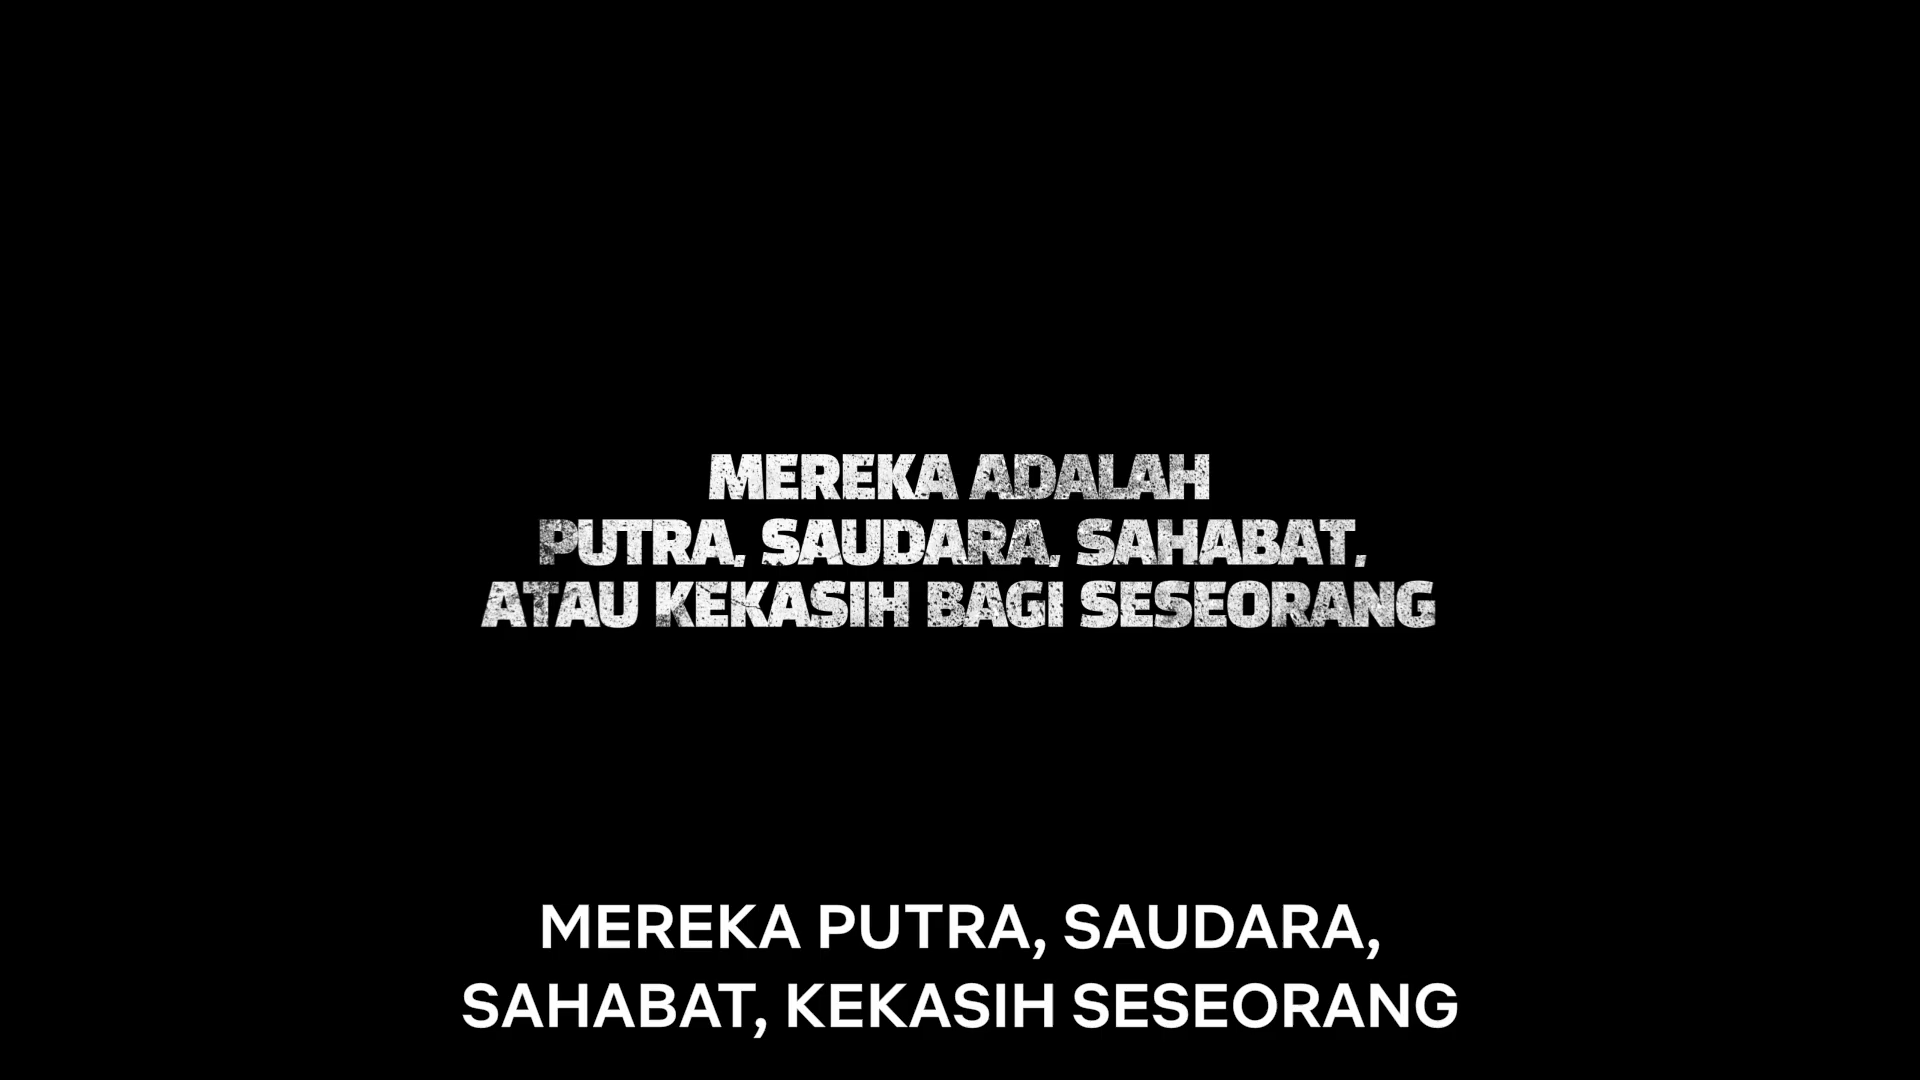 MEREKA ADALAH
PUTRA, SAUDARA, SAHABAT,
ATAU KEKASIH BAGI SESEORANG
MEREKA PUTRA, SAUDARA,
SAHABAT, KEKASIH SESEORANG